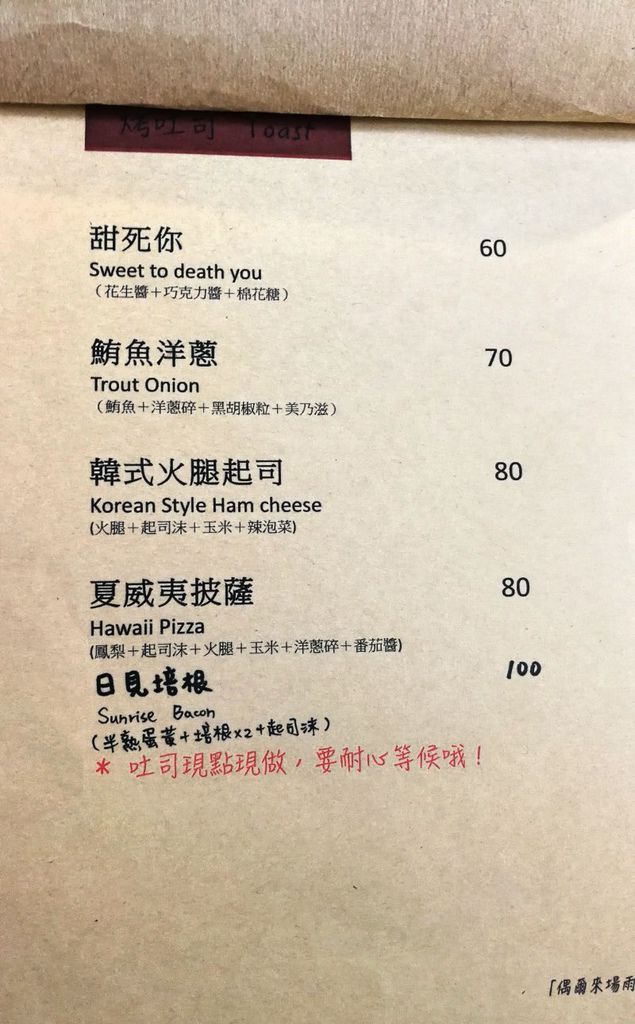 烤吐司 Toast
甜死你 60
Sweet to death you
（花生醬＋巧克力醬＋棉花糖）
鮪魚洋蔥 70
Trout Onion
（鮪魚＋洋蔥碎＋黑胡椒粒＋美乃滋）
韓式火腿起司 80
Korean Style Ham cheese
(火腿＋起司沫＋玉米＋辣泡菜)
夏威夷披薩 80
Hawaii Pizza
(鳳梨＋起司沫＋火腿＋玉米＋洋蔥碎＋番茄醬)
日見培根 100
Sunrise Bacon
(半熟蛋黃+培根x2+起司沫)
* 吐司現點現做，要耐心等候哦！
「偶爾來場雨